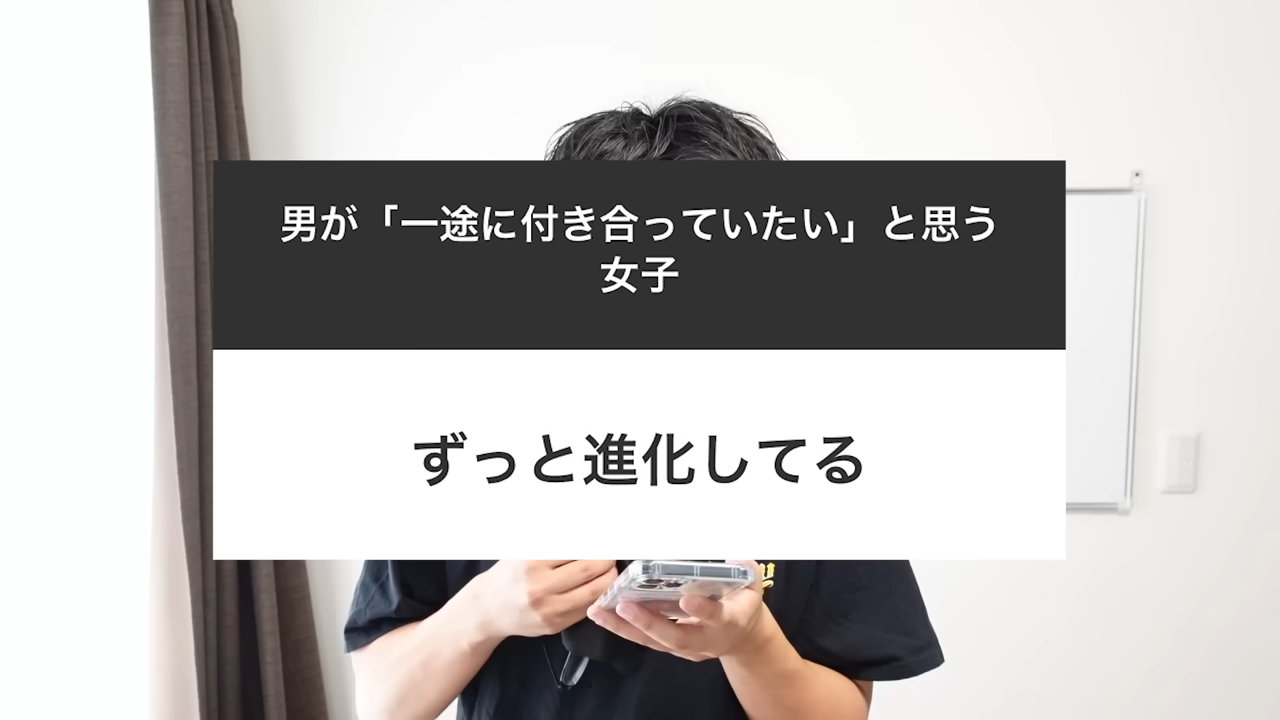 男が「一途に付き合っていたい」と思う
女子
ずっと進化してる